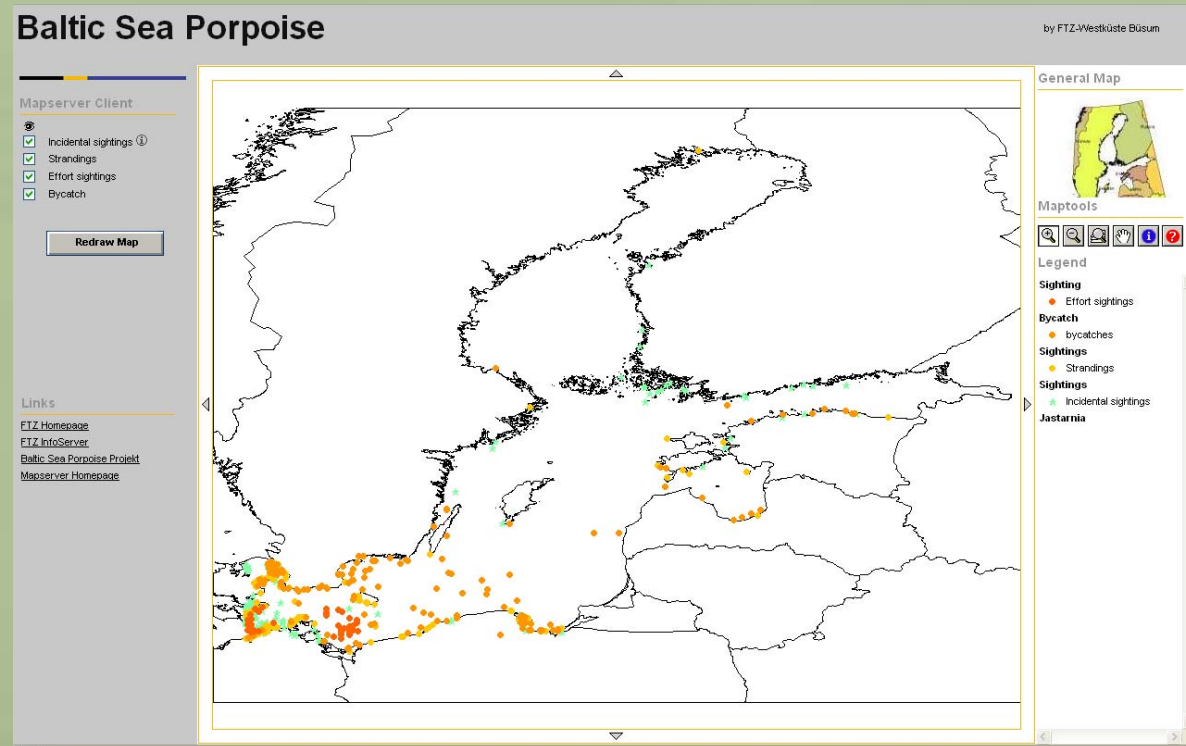 Baltic Sea Porpoise
by FTZ-Westküste Büsum
Mapserver Client
Incidental sightings
Strandings
Effort sightings
Bycatch
Redraw Map
Links
FTZ Homepage
FTZ InfoServer
Baltic Sea Porpoise Projekt
Mapserver Homepage
General Map
Maptools
Legend
Sighting
Effort sightings
Bycatch
bycatches
Sightings
Strandings
Sightings
Incidental sightings
Jastarnia